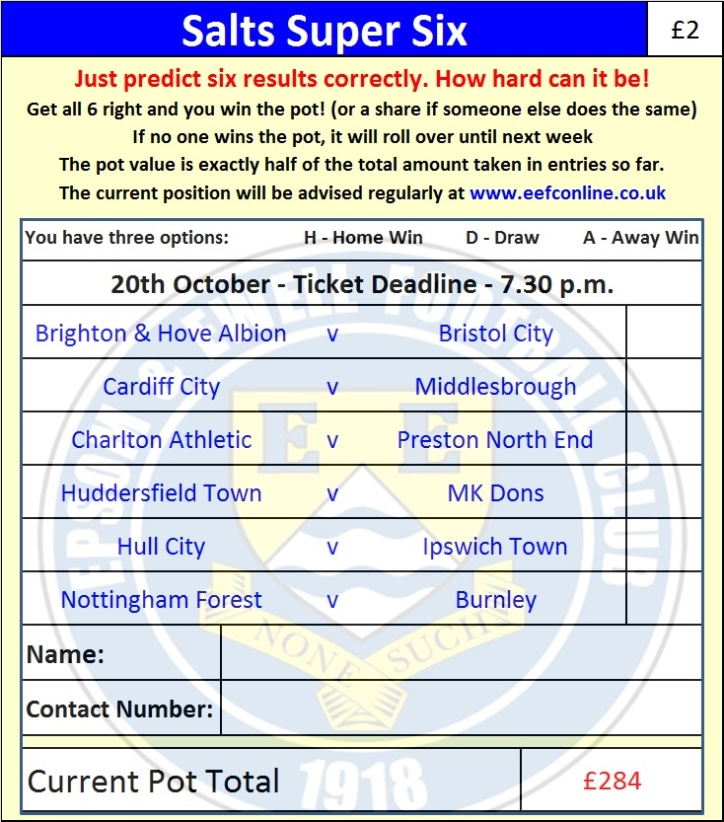 Salts Super Six £2
Just predict six results correctly. How hard can it be!
Get all 6 right and you win the pot! (or a share if someone else does the same)
If no one wins the pot, it will roll over until next week
The pot value is exactly half of the total amount taken in entries so far.
The current position will be advised regularly at www.eefconline.co.uk
You have three options: H - Home Win D - Draw A - Away Win
20th October - Ticket Deadline - 7.30 p.m.
Brighton & Hove Albion v Bristol City
Cardiff City v Middlesbrough
Charlton Athletic v Preston North End
Huddersfield Town v MK Dons
Hull City v Ipswich Town
Nottingham Forest v Burnley
Name:
Contact Number:
Current Pot Total £284
EPSOM & EWELL FOOTBALL CLUB
E E
NONE SUCH
1918